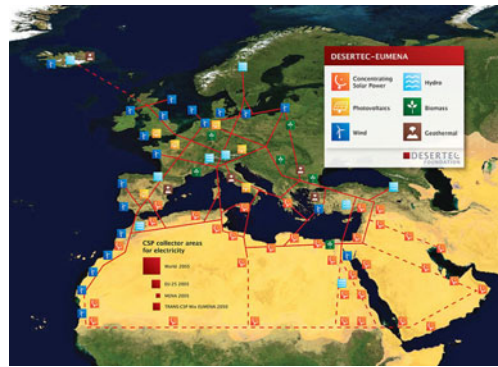 DESERTEC-EUMENA
Concentrating
Solar Power
Hydro
Photovoltaics
Biomass
Wind
Geothermal
DESERTEC
FOUNDATION
CSP collector areas
for electricity
World 2005
EU-25 2005
MENA 2005
TRANS-CSP Mix EUMENA 2050